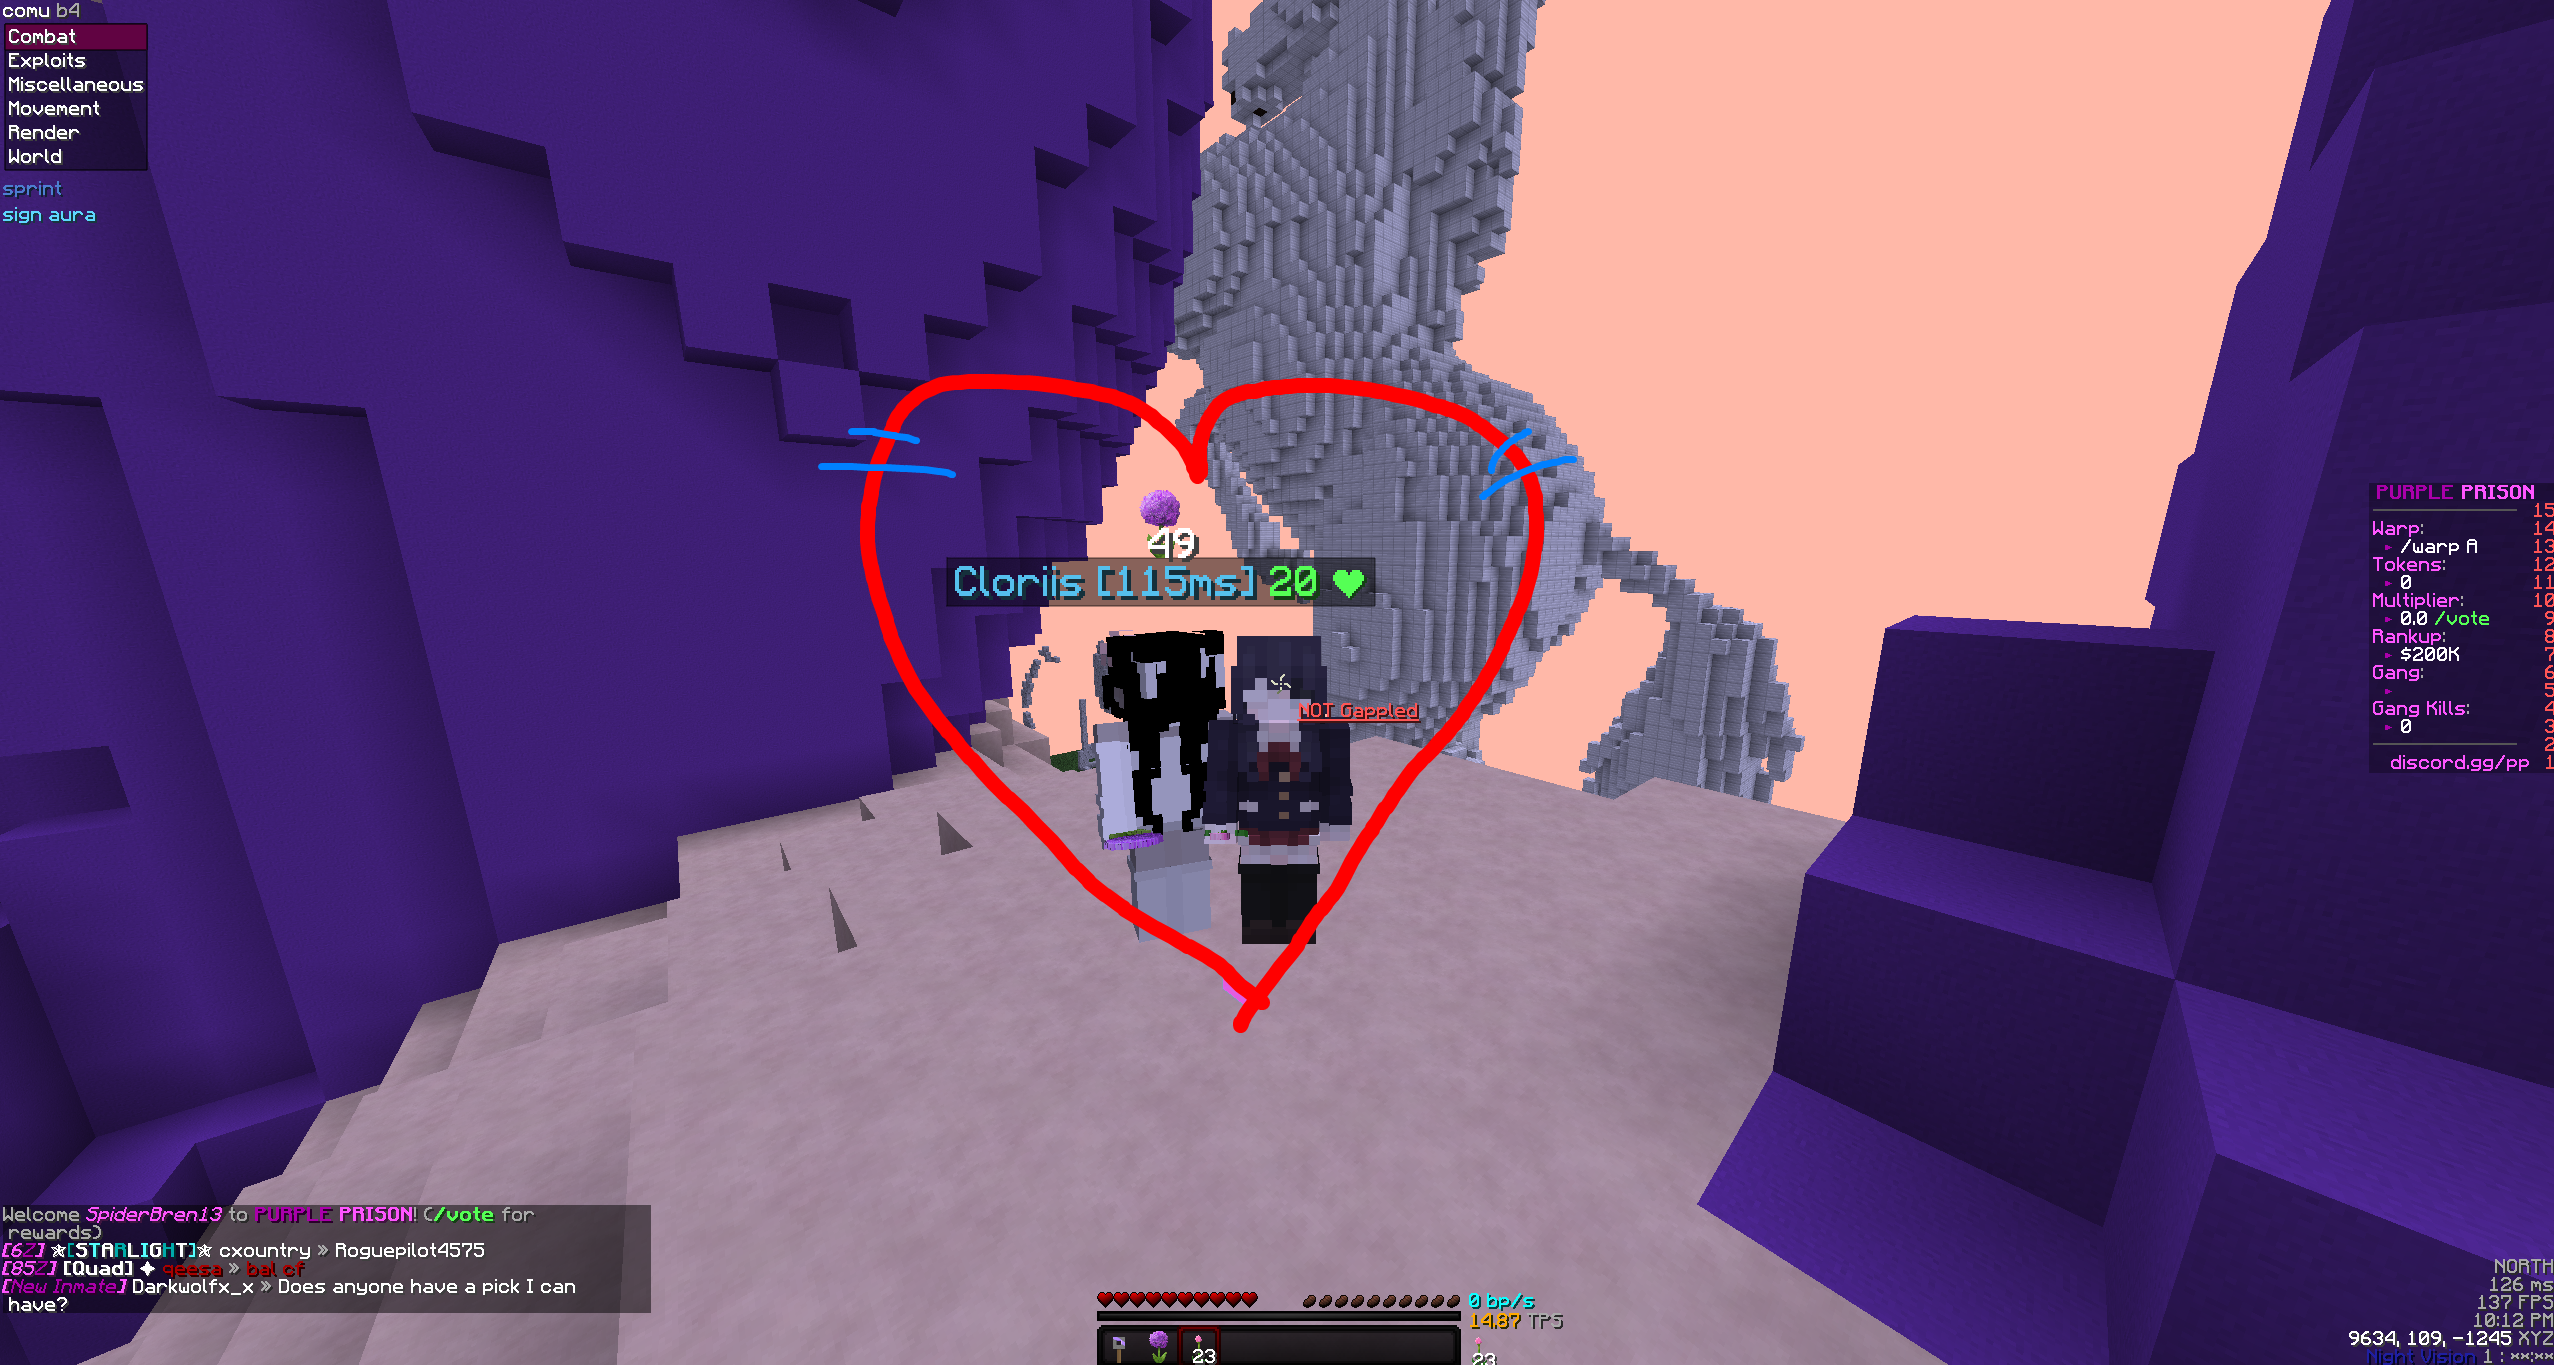 comu b4
Combat
Exploits
Miscellaneous
Movement
Render
World
sprint
sign aura
49
Cloriis [115ms] 20 ♥
NOT Gappled
PURPLE PRISON
15
Warp: 14
▸ /warp A 13
Tokens: 12
▸ 0 11
Multiplier: 10
▸ 0.0 /vote 9
Rankup: 8
▸ $200K 7
Gang: 6
▸ 5
Gang Kills: 4
▸ 0 3
2
discord.gg/pp 1
Welcome SpiderBren13 to PURPLE PRISON! (/vote for
rewards)
[6Z] ✯[STARLIGHT]✯ cxountry » Roguepilot4575
[85Z] [Quad] ✦ qeesa » bal cf
[New Inmate] Darkwolfx_x » Does anyone have a pick I can
have?
0 bp/s
14.87 TPS
23
23
NORTH
126 ms
137 FPS
10:12 PM
9634, 109, -1245 XYZ
Night Vision 1 : **:**